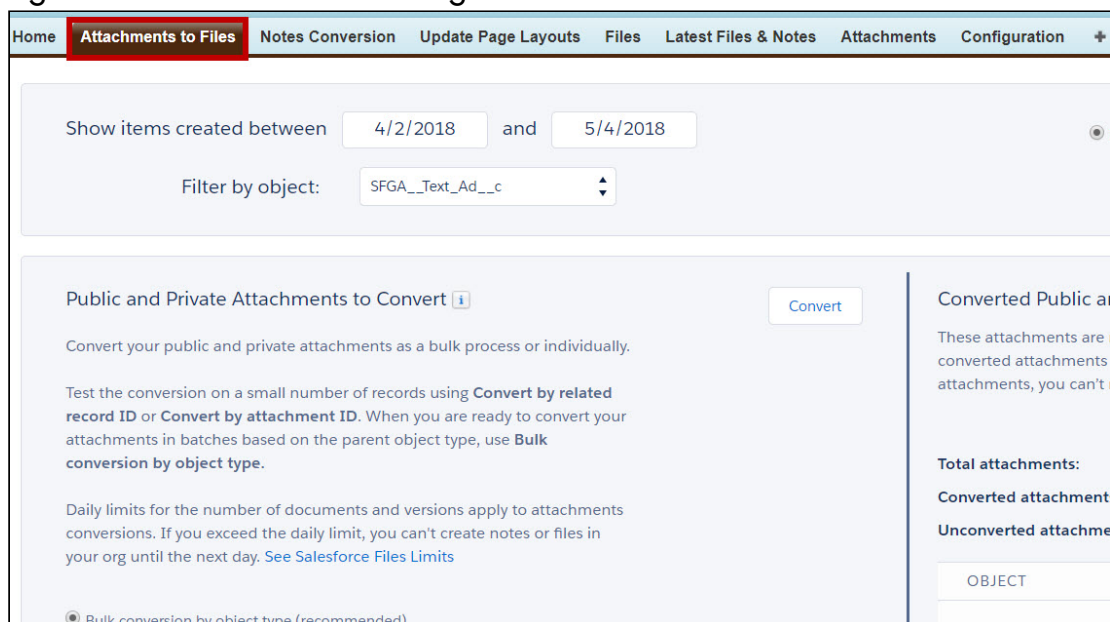 Home Attachments to Files Notes Conversion Update Page Layouts Files Latest Files & Notes Attachments Configuration +
Show items created between 4/2/2018 and 5/4/2018
Filter by object: SFGA__Text_Ad__c
Public and Private Attachments to Convert
Convert
Convert your public and private attachments as a bulk process or individually.
Test the conversion on a small number of records using Convert by related
record ID or Convert by attachment ID. When you are ready to convert your
attachments in batches based on the parent object type, use Bulk
conversion by object type.
Daily limits for the number of documents and versions apply to attachments
conversions. If you exceed the daily limit, you can't create notes or files in
your org until the next day. See Salesforce Files Limits
Bulk conversion by object type (recommended)
Converted Public
These attachments are
converted attachments
attachments, you can't
Total attachments:
Converted attachment
Unconverted attachme
OBJECT